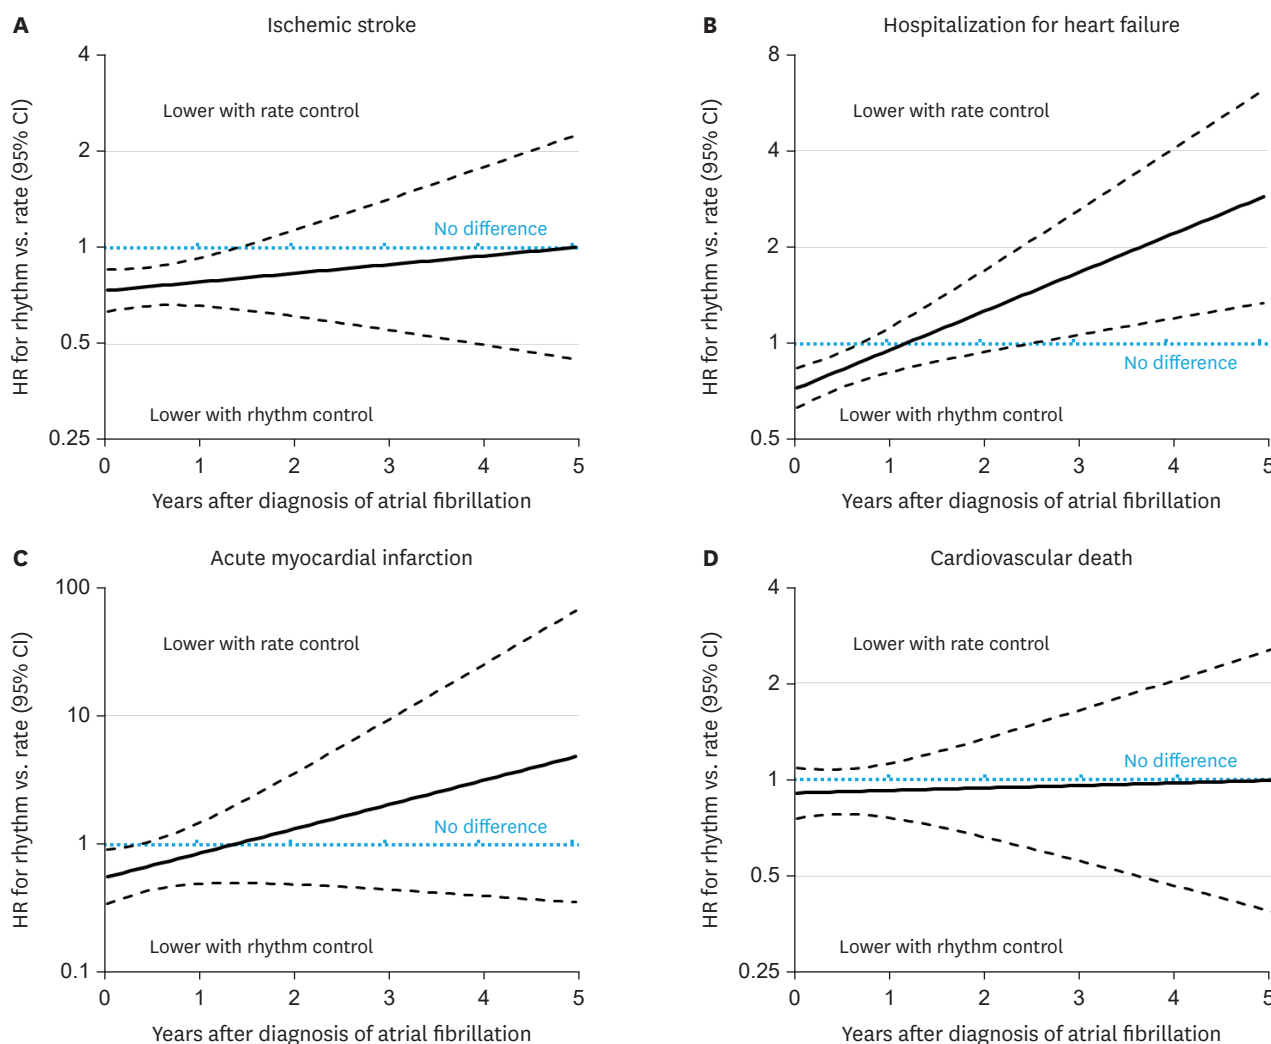 A
Ischemic stroke
HR for rhythm vs. rate (95% CI)
4
2
1
0.5
0.25
Lower with rate control
No difference
Lower with rhythm control
0 1 2 3 4 5
Years after diagnosis of atrial fibrillation
B
Hospitalization for heart failure
HR for rhythm vs. rate (95% CI)
8
4
2
1
0.5
Lower with rate control
No difference
Lower with rhythm control
0 1 2 3 4 5
Years after diagnosis of atrial fibrillation
C
Acute myocardial infarction
HR for rhythm vs. rate (95% CI)
100
10
1
0.1
Lower with rate control
No difference
Lower with rhythm control
0 1 2 3 4 5
Years after diagnosis of atrial fibrillation
D
Cardiovascular death
HR for rhythm vs. rate (95% CI)
4
2
1
0.5
0.25
Lower with rate control
No difference
Lower with rhythm control
0 1 2 3 4 5
Years after diagnosis of atrial fibrillation